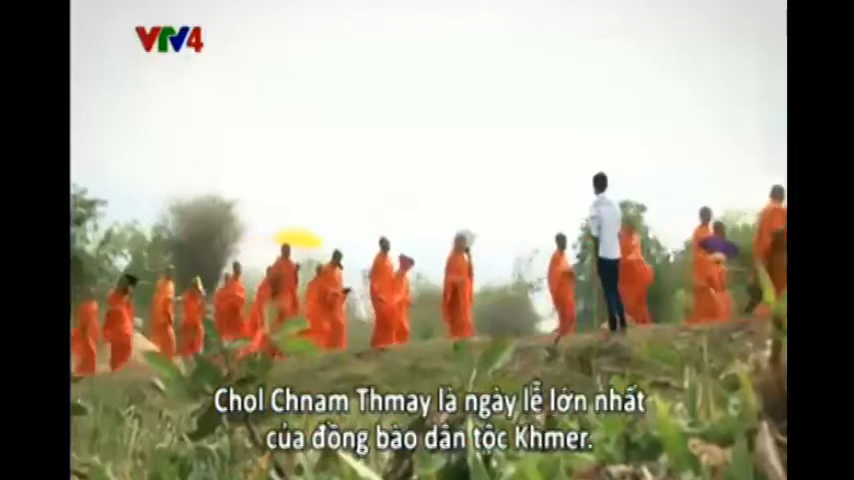 VTV4
Chol Chnam Thmay là ngày lễ lớn nhất
của đồng bào dân tộc Khmer.